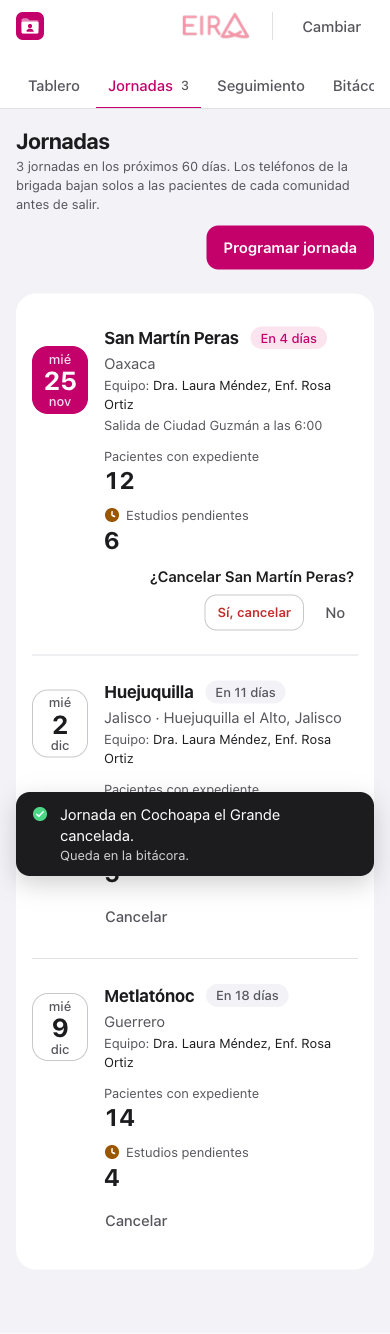 EIRA
Cambiar
Tablero
Jornadas 3
Seguimiento
Jornadas
3 jornadas en los próximos 60 días. Los teléfonos de la
brigada bajan solos a las pacientes de cada comunidad
antes de salir.
Programar jornada
mié
25
nov
San Martín Peras
En 4 días
Oaxaca
Equipo: Dra. Laura Méndez, Enf. Rosa
Ortiz
Salida de Ciudad Guzmán a las 6:00
Pacientes con expediente
12
Estudios pendientes
6
¿Cancelar San Martín Peras?
Sí, cancelar
No
mié
2
dic
Huejuquilla
En 11 días
Jalisco · Huejuquilla el Alto, Jalisco
Equipo: Dra. Laura Méndez, Enf. Rosa
Ortiz
Pacientes con expediente
Jornada en Cochoapa el Grande
cancelada.
Queda en la bitácora.
Cancelar
mié
9
dic
Metlatónoc
En 18 días
Guerrero
Equipo: Dra. Laura Méndez, Enf. Rosa
Ortiz
Pacientes con expediente
14
Estudios pendientes
4
Cancelar